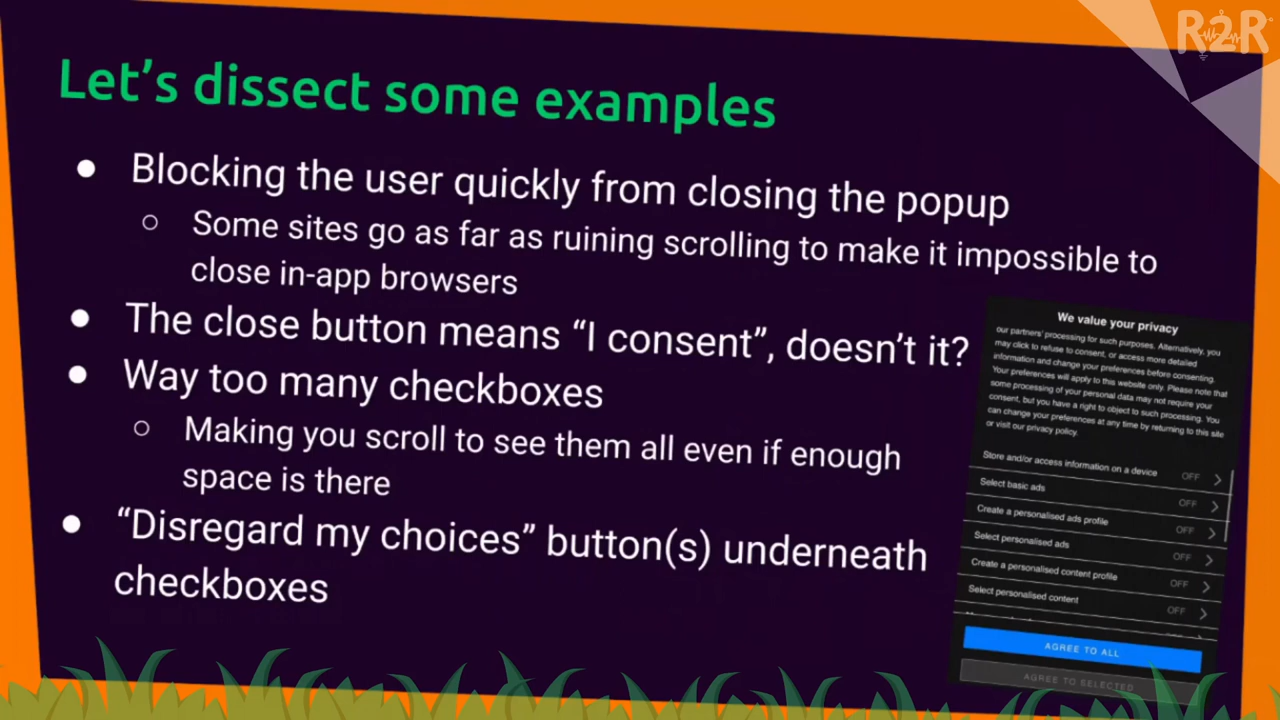 R2R
Let's dissect some examples
● Blocking the user quickly from closing the popup
○ Some sites go as far as ruining scrolling to make it impossible to
close in-app browsers
● The close button means “I consent”, doesn't it?
● Way too many checkboxes
○ Making you scroll to see them all even if enough
space is there
● “Disregard my choices” button(s) underneath
checkboxes
We value your privacy
our partners' processing for such purposes. Alternatively, you
may click to refuse to consent, or access more detailed
information and change your preferences before consenting.
Your preferences will apply to this website only. Please note that
some processing of your personal data may not require your
consent, but you have a right to object to such processing. You
can change your preferences at any time by returning to this site
or visit our privacy policy.
Store and/or access information on a device OFF
Select basic ads OFF
Create a personalised ads profile OFF
Select personalised ads OFF
Create a personalised content profile OFF
Select personalised content OFF
AGREE TO ALL
AGREE TO SELECTED